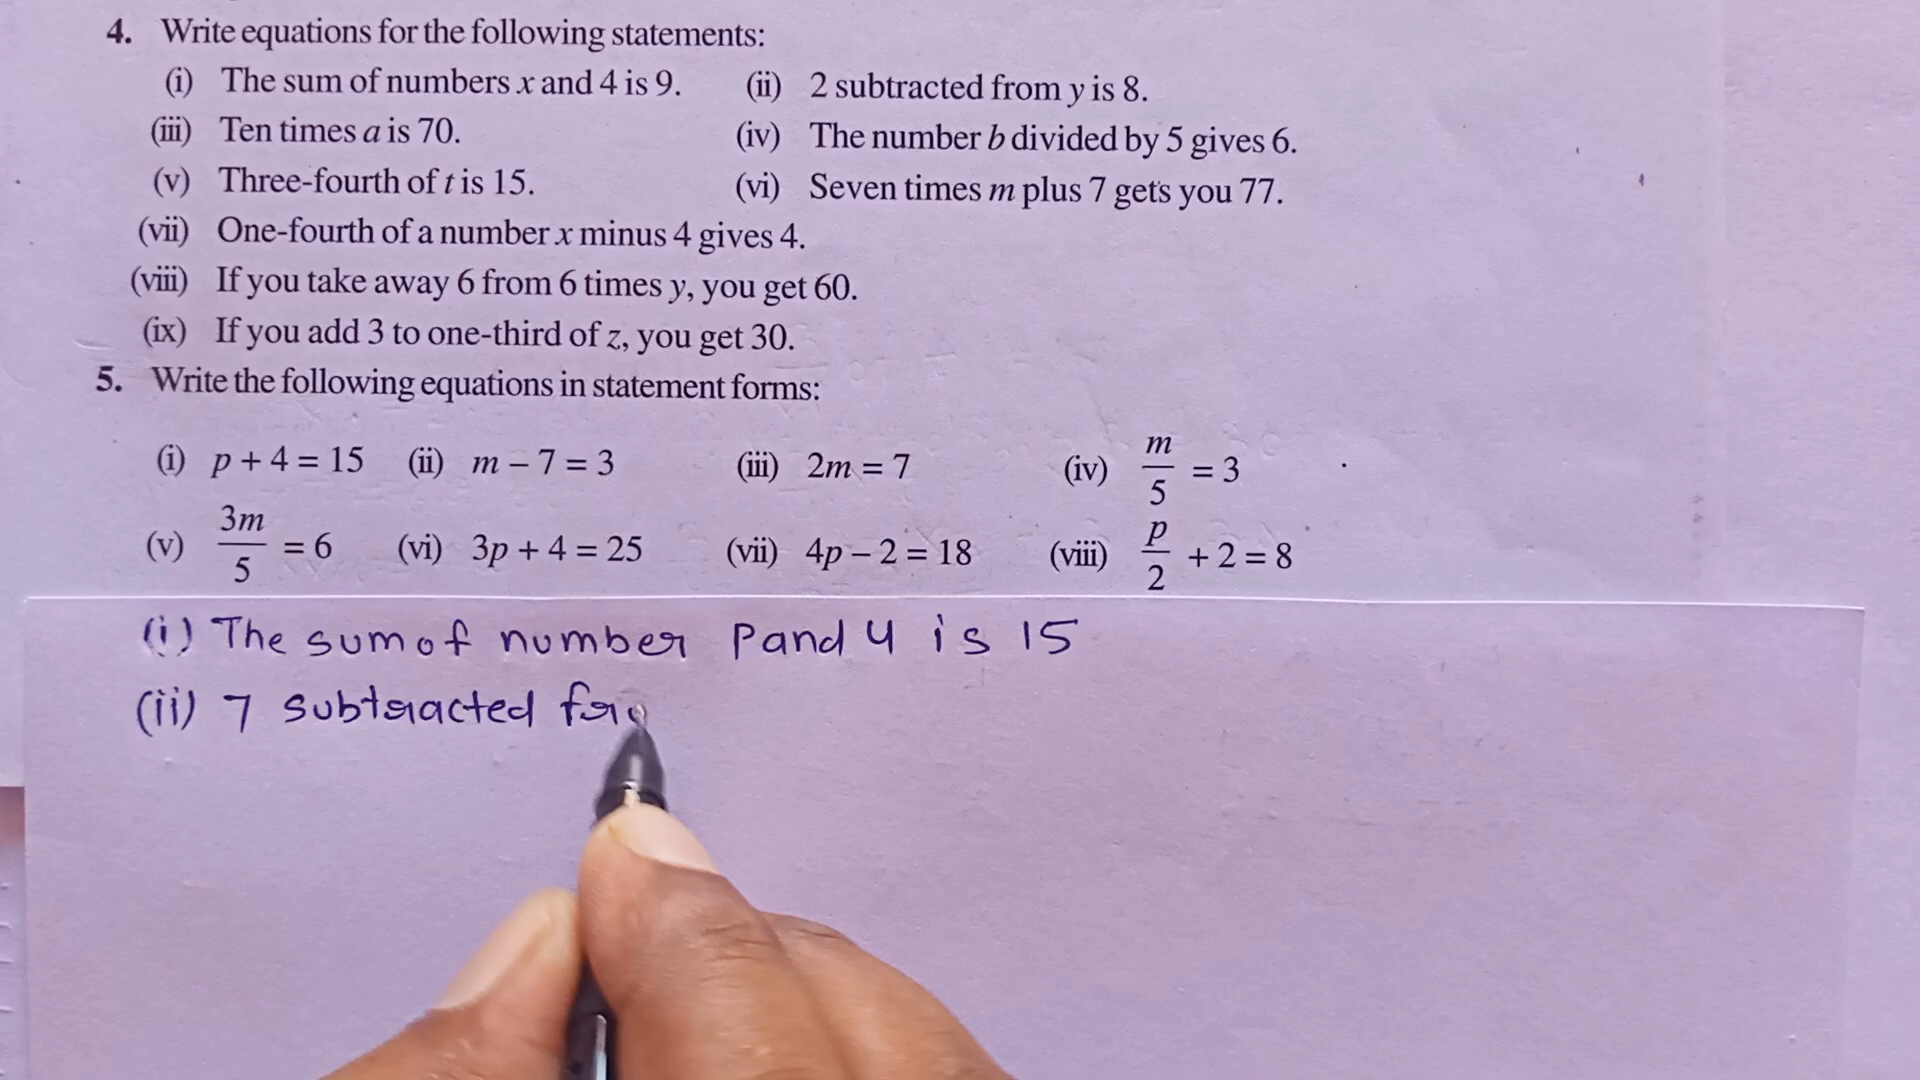 4. Write equations for the following statements:
(i) The sum of numbers x and 4 is 9. (ii) 2 subtracted from y is 8.
(iii) Ten times a is 70. (iv) The number b divided by 5 gives 6.
(v) Three-fourth of t is 15. (vi) Seven times m plus 7 gets you 77.
(vii) One-fourth of a number x minus 4 gives 4.
(viii) If you take away 6 from 6 times y, you get 60.
(ix) If you add 3 to one-third of z, you get 30.
5. Write the following equations in statement forms:
(i) p + 4 = 15 (ii) m – 7 = 3 (iii) 2m = 7 (iv) m/5 = 3
(v) 3m/5 = 6 (vi) 3p + 4 = 25 (vii) 4p – 2 = 18 (viii) p/2 + 2 = 8
(i) The sum of number P and 4 is 15
(ii) 7 subtracted fro